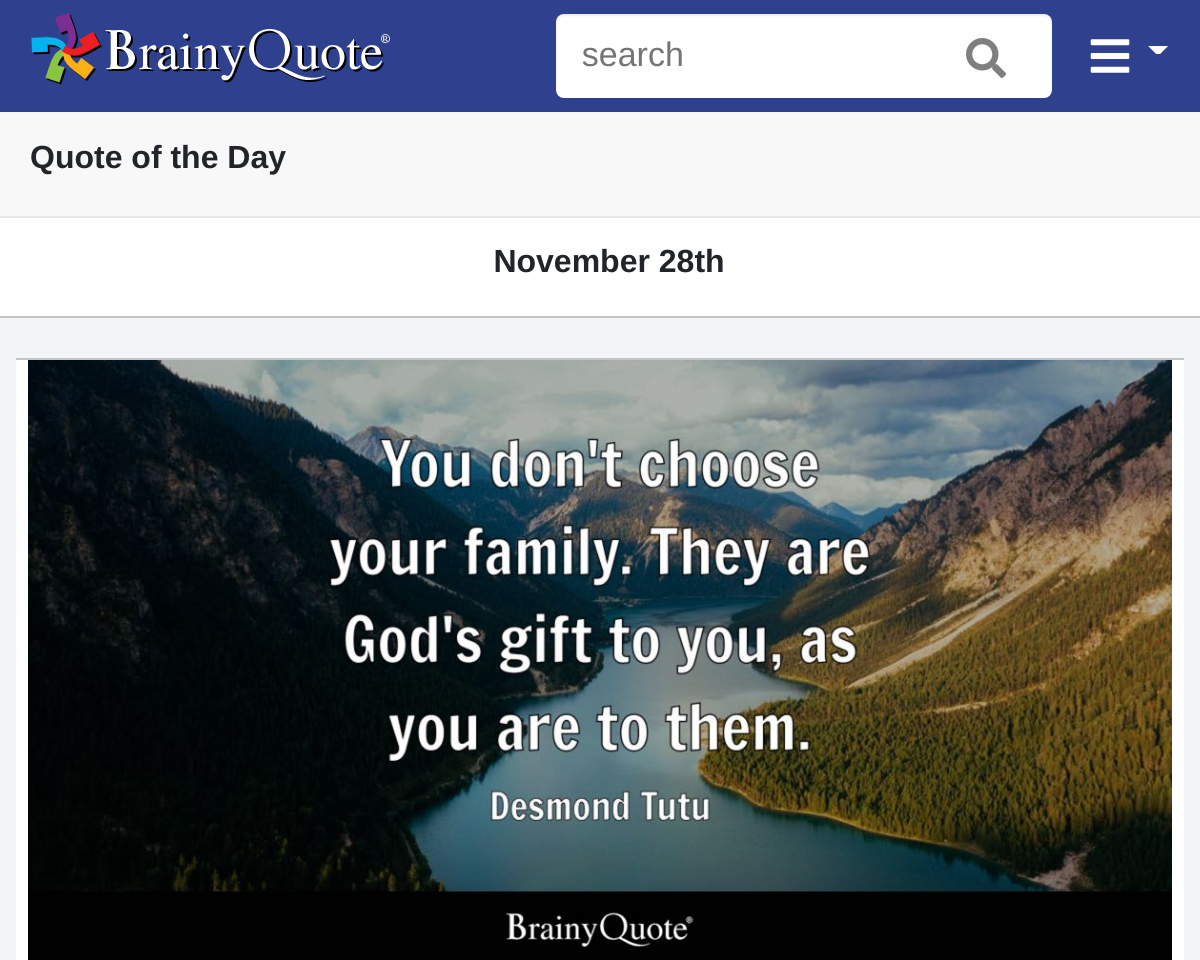 BrainyQuote®
search
Quote of the Day
November 28th
You don't choose
your family. They are
God's gift to you, as
you are to them.
Desmond Tutu
BrainyQuote®